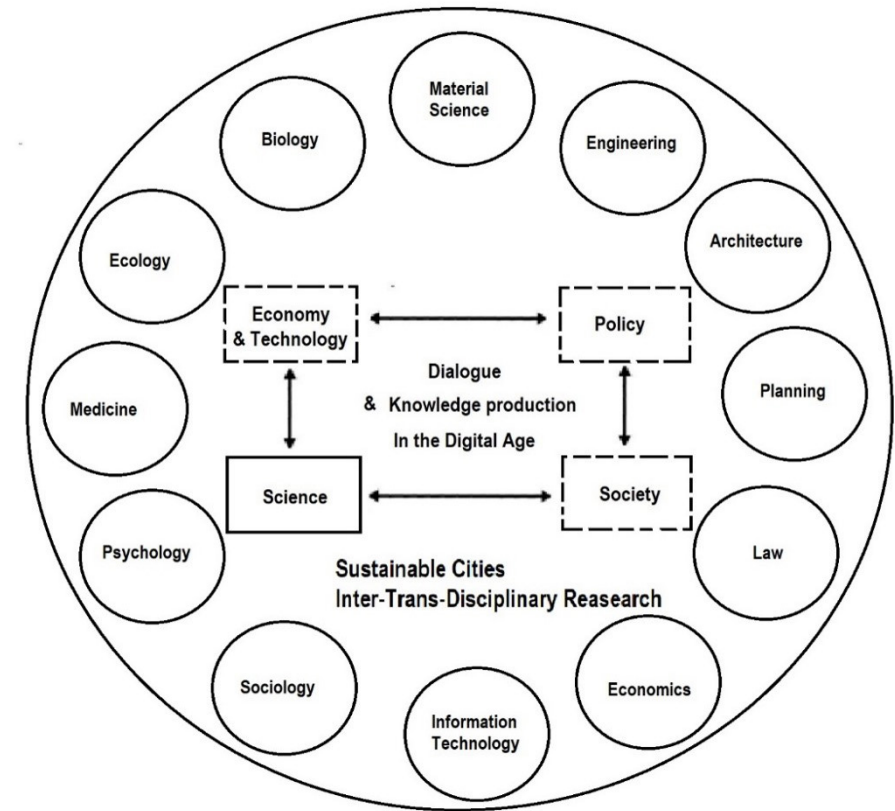 Material
Science
Biology
Engineering
Ecology
Architecture
Economy
& Technology
Policy
Dialogue
& Knowledge production
In the Digital Age
Medicine
Planning
Science
Society
Psychology
Law
Sustainable Cities
Inter-Trans-Disciplinary Reasearch
Sociology
Economics
Information
Technology